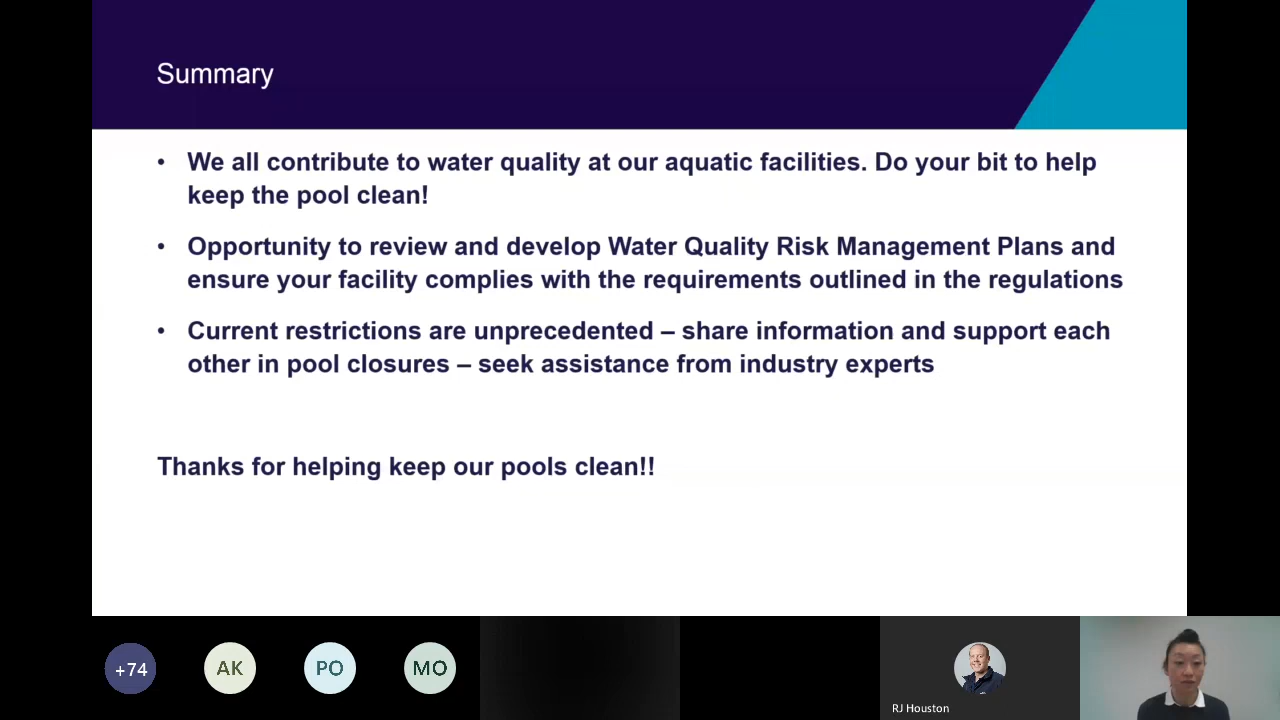 Summary
• We all contribute to water quality at our aquatic facilities. Do your bit to help
keep the pool clean!
• Opportunity to review and develop Water Quality Risk Management Plans and
ensure your facility complies with the requirements outlined in the regulations
• Current restrictions are unprecedented – share information and support each
other in pool closures – seek assistance from industry experts
Thanks for helping keep our pools clean!!
+74
AK
PO
MO
RJ Houston